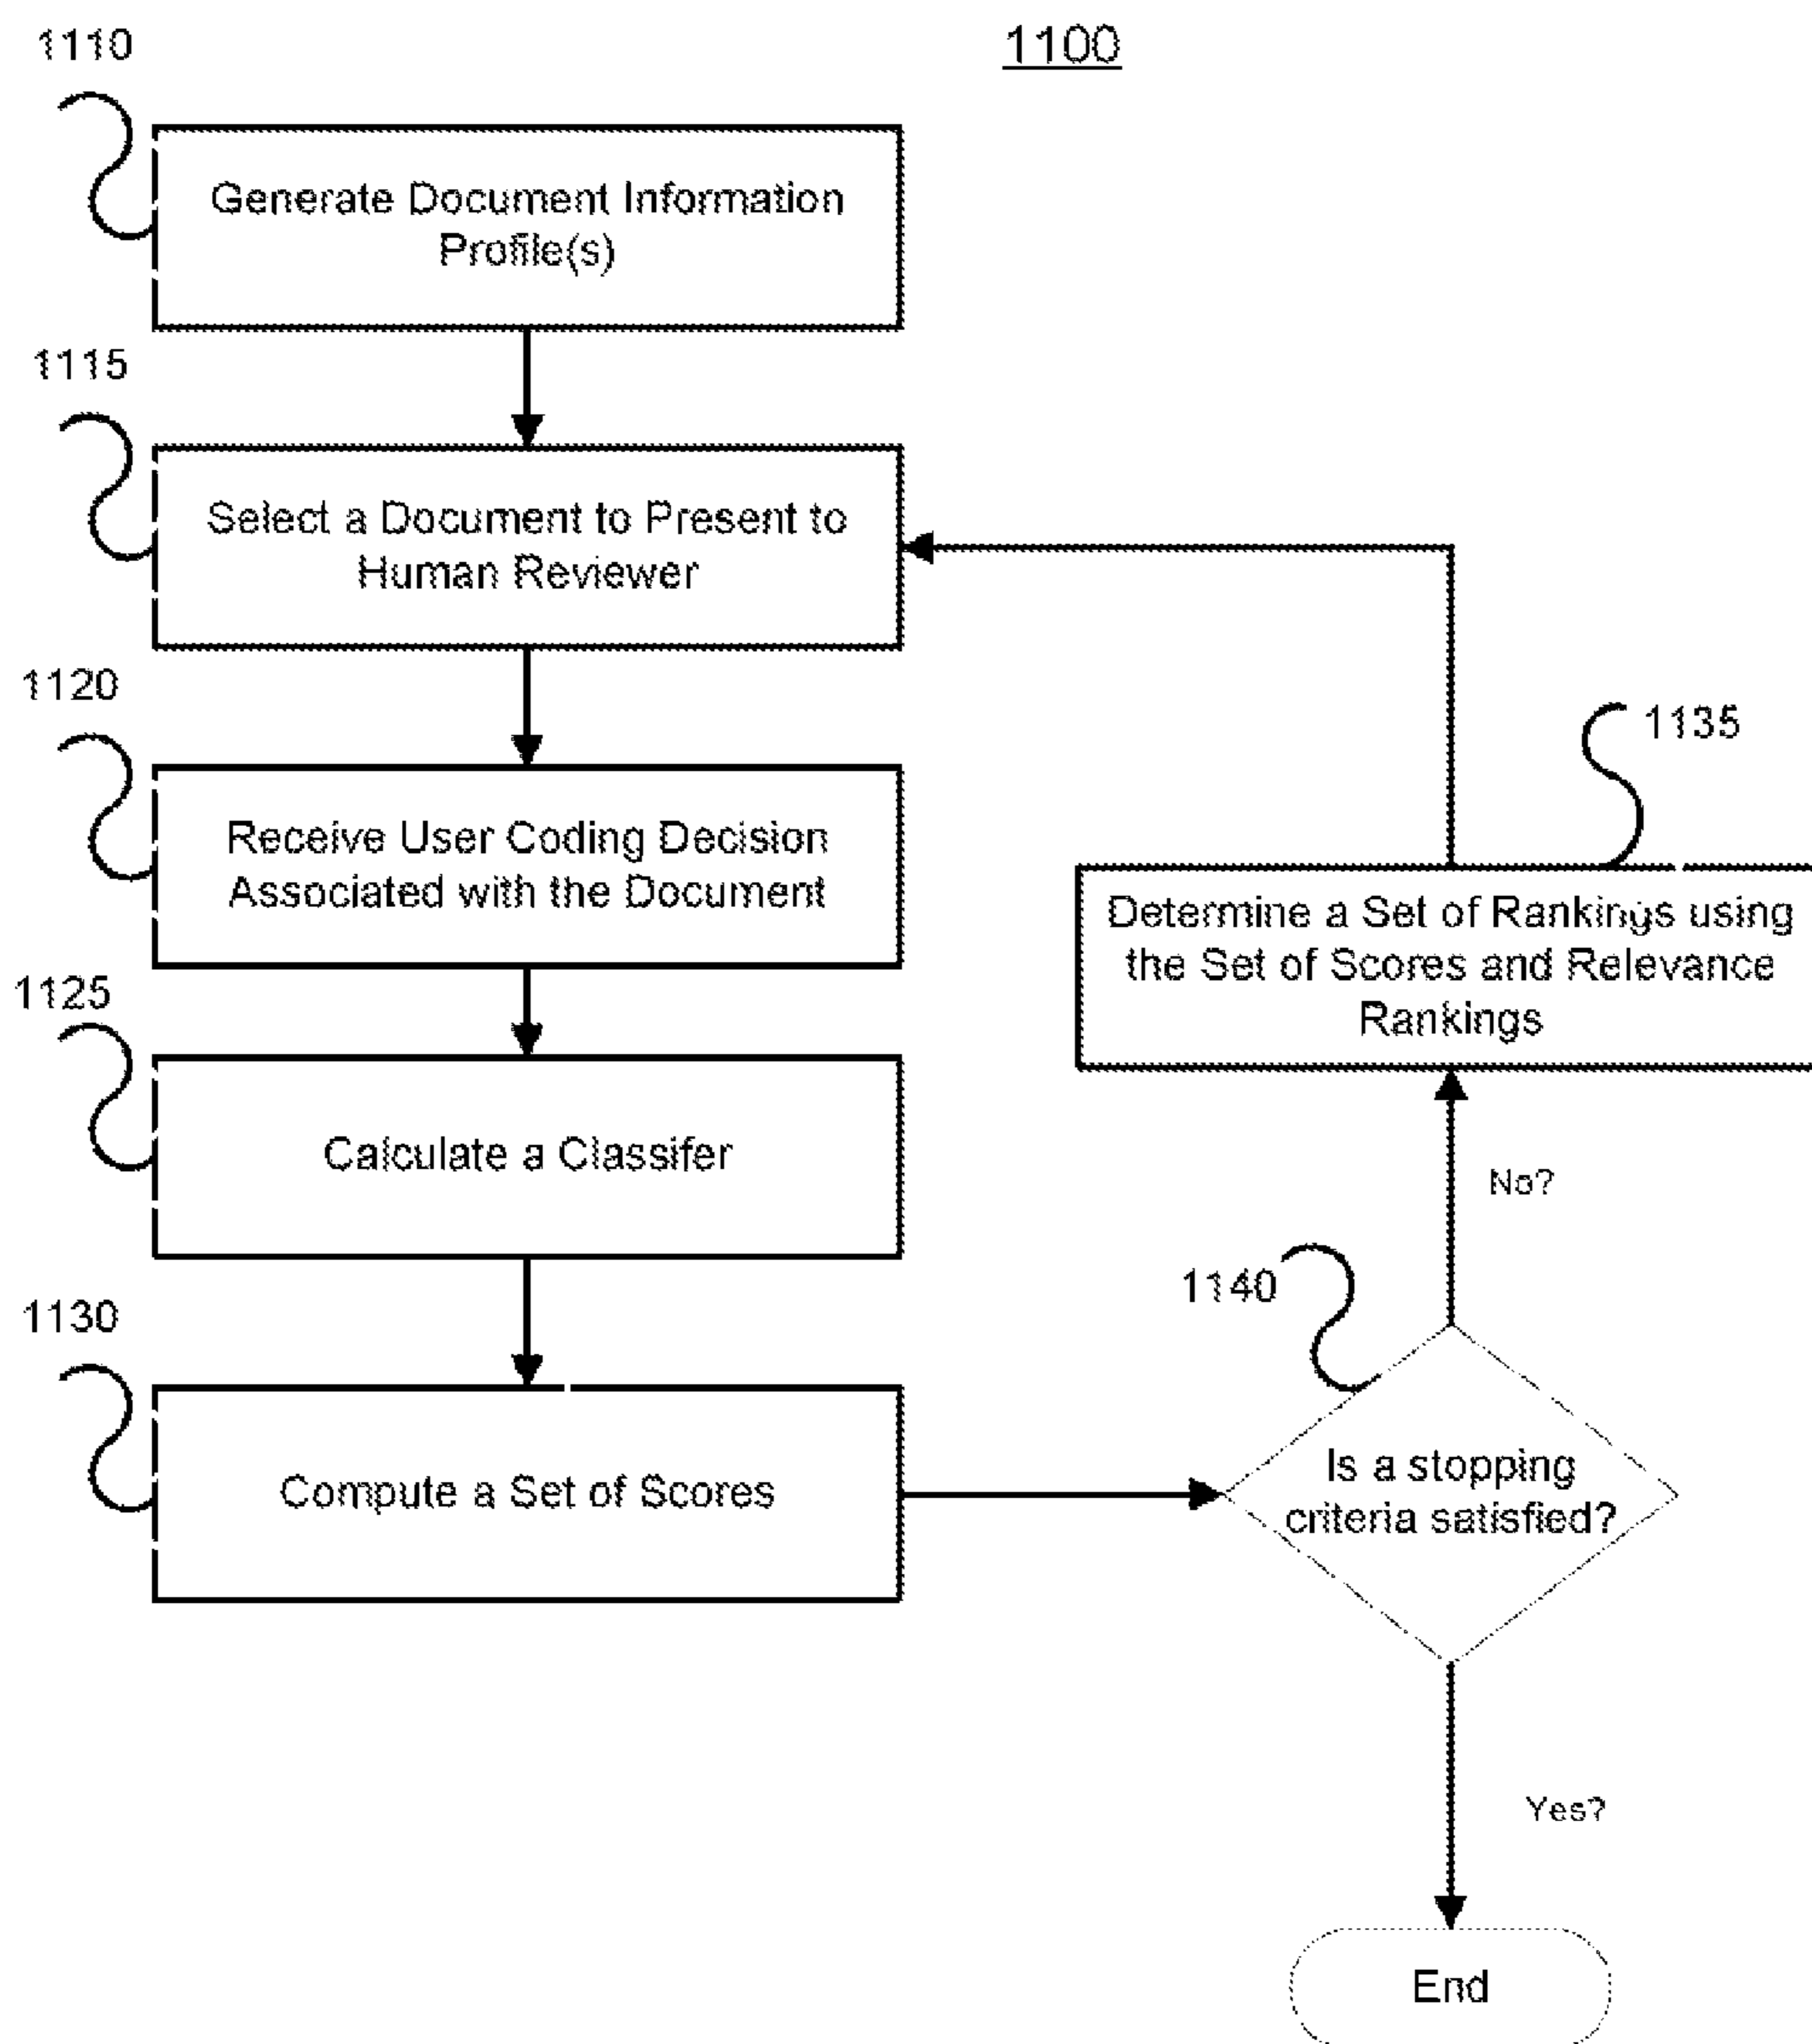 1100
1110
Generate Document Information
Profile(s)
1115
Select a Document to Present to
Human Reviewer
1120
Receive User Coding Decision
Associated with the Document
1125
Calculate a Classifer
1130
Compute a Set of Scores
1135
Determine a Set of Rankings using
the Set of Scores and Relevance
Rankings
No?
1140
Is a stopping
criteria satisfied?
Yes?
End